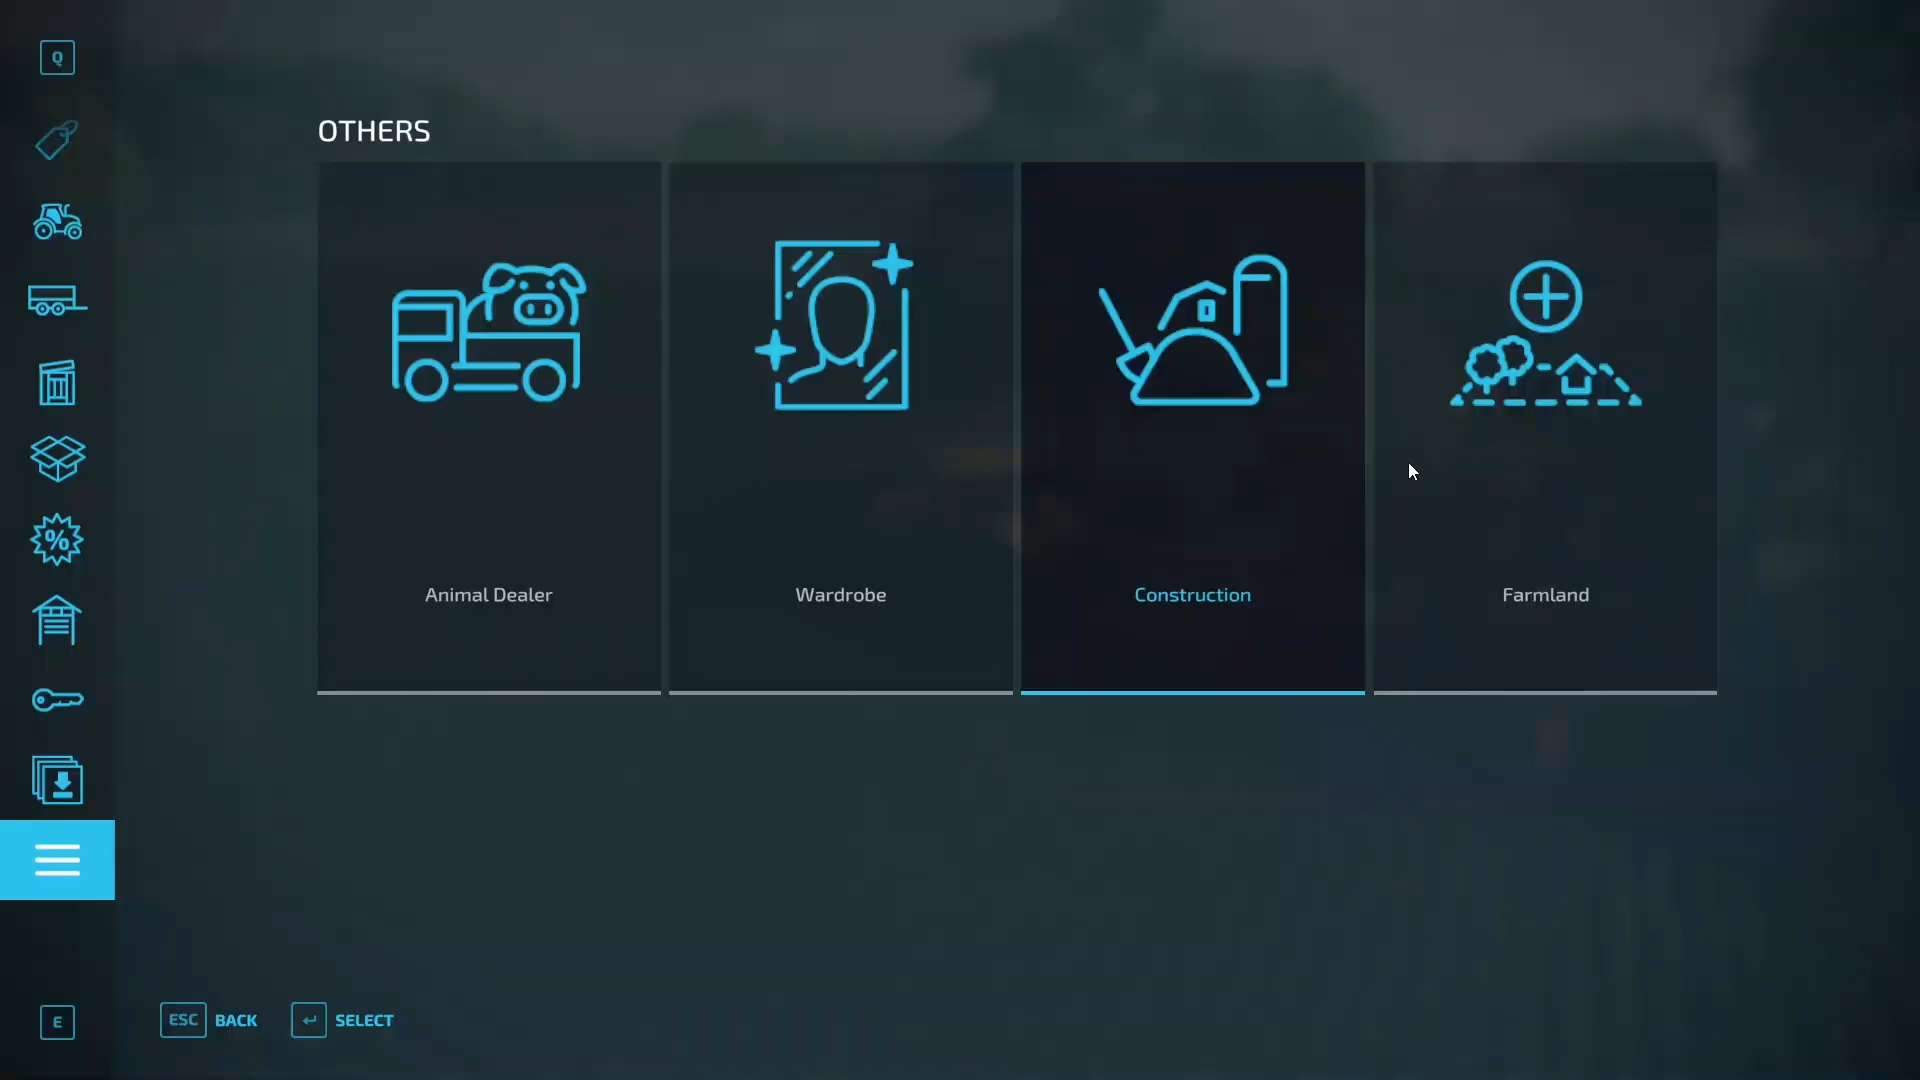 Q
OTHERS
%
Animal Dealer
Wardrobe
Construction
Farmland
E
ESC BACK ↵ SELECT